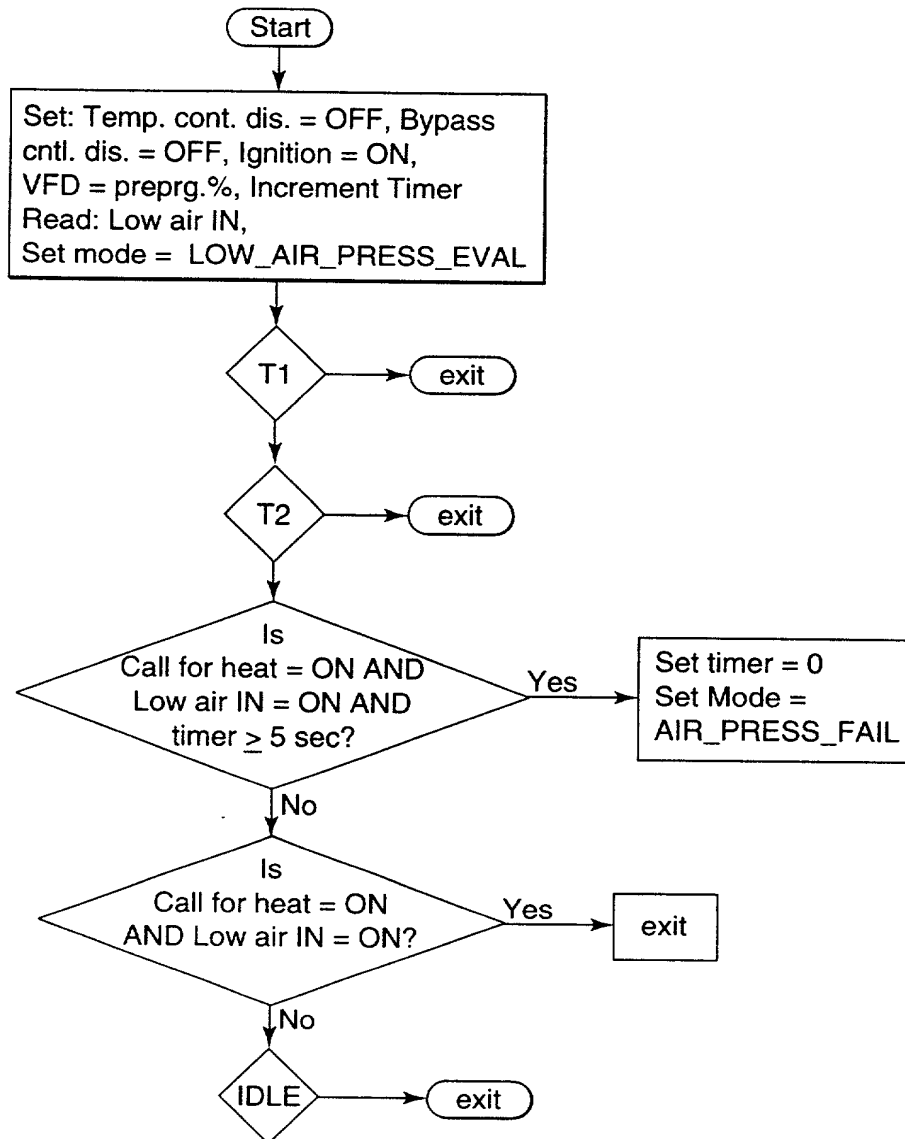 Start
Set: Temp. cont. dis. = OFF, Bypass
cntl. dis. = OFF, Ignition = ON,
VFD = preprg.%, Increment Timer
Read: Low air IN,
Set mode = LOW_AIR_PRESS_EVAL
T1
exit
T2
exit
Is
Call for heat = ON AND
Low air IN = ON AND
timer ≥ 5 sec?
Yes
Set timer = 0
Set Mode =
AIR_PRESS_FAIL
No
Is
Call for heat = ON
AND Low air IN = ON?
Yes
exit
No
IDLE
exit